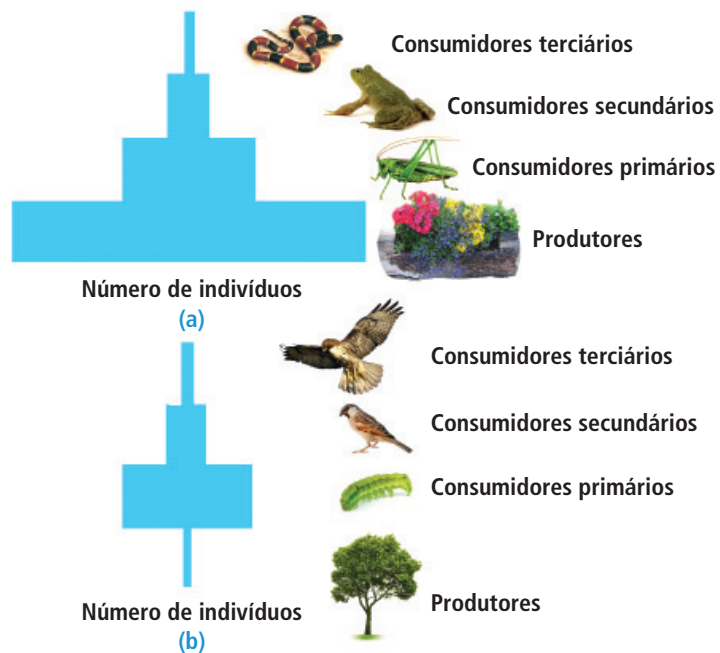 Consumidores terciários
Consumidores secundários
Consumidores primários
Produtores
Número de indivíduos
(a)
Consumidores terciários
Consumidores secundários
Consumidores primários
Produtores
Número de indivíduos
(b)